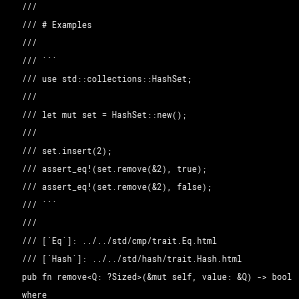 ///
/// # Examples
///
/// ```
/// use std::collections::HashSet;
///
/// let mut set = HashSet::new();
///
/// set.insert(2);
/// assert_eq!(set.remove(&2), true);
/// assert_eq!(set.remove(&2), false);
/// ```
///
/// [`Eq`]: ../../std/cmp/trait.Eq.html
/// [`Hash`]: ../../std/hash/trait.Hash.html
pub fn remove<Q: ?Sized>(&mut self, value: &Q) -> bool
where